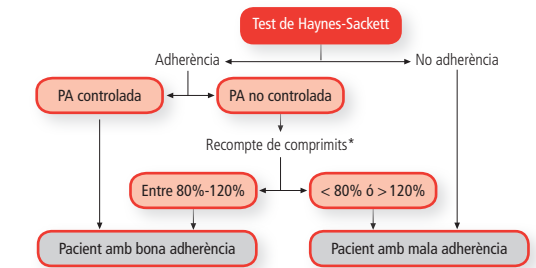 Test de Haynes-Sackett
Adherència
No adherència
PA controlada
PA no controlada
Recompte de comprimits*
Entre 80%-120%
< 80% ó > 120%
Pacient amb bona adherència
Pacient amb mala adherència